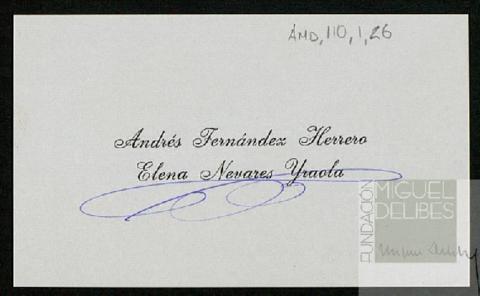 AMD, 110, 1, 26
Andrés Fernández Herrero
Elena Nevares Yraola
FUNDACIÓN
MIGUEL
DELIBES